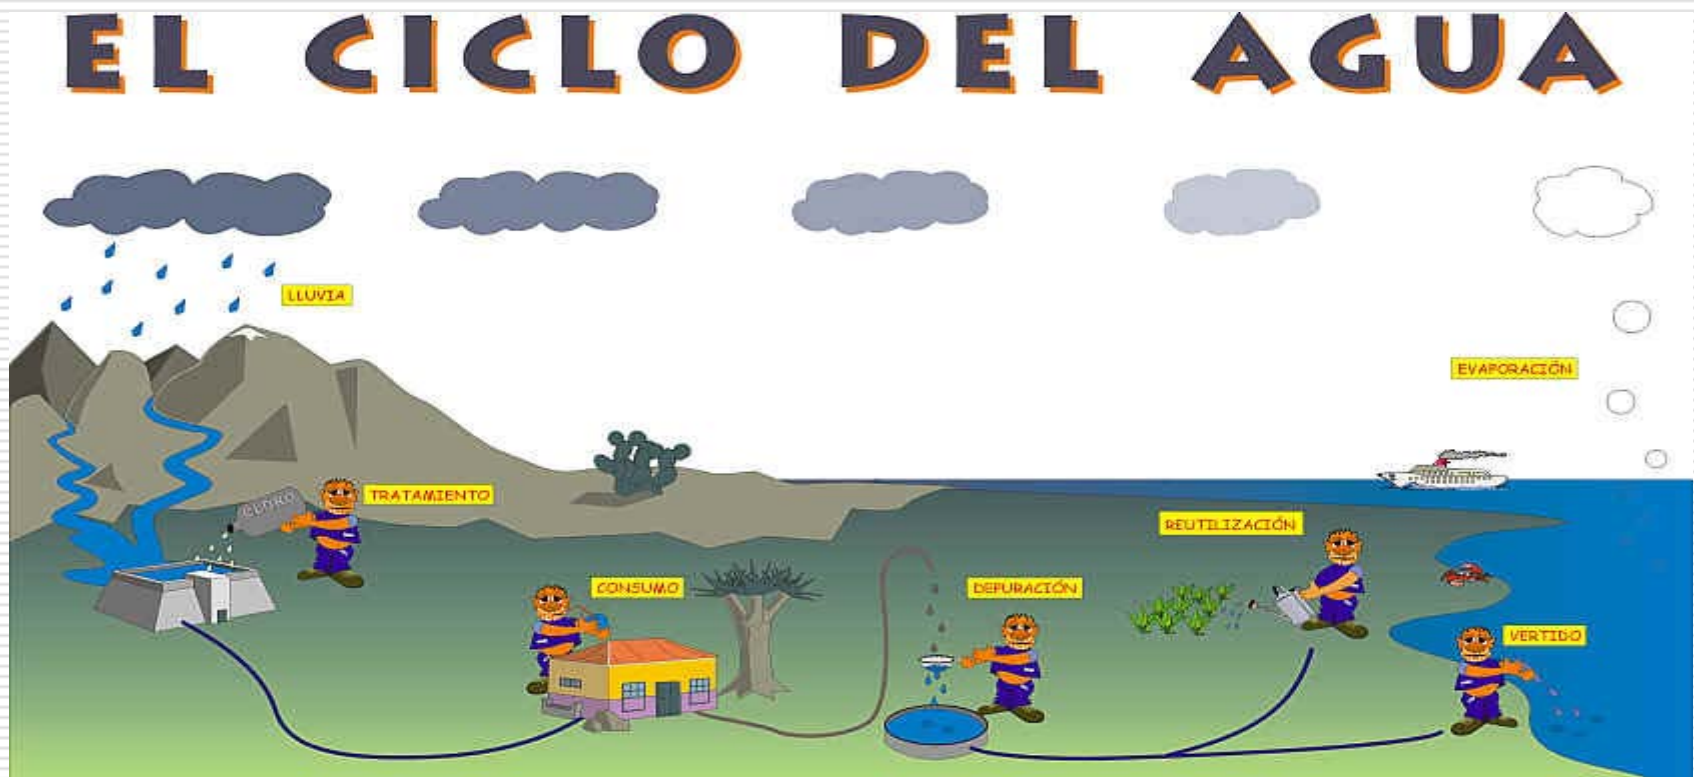 EL CICLO DEL AGUA
LLUVIA
EVAPORACIÓN
CLORO
TRATAMIENTO
REUTILIZACIÓN
CONSUMO
DEPURACIÓN
VERTIDO